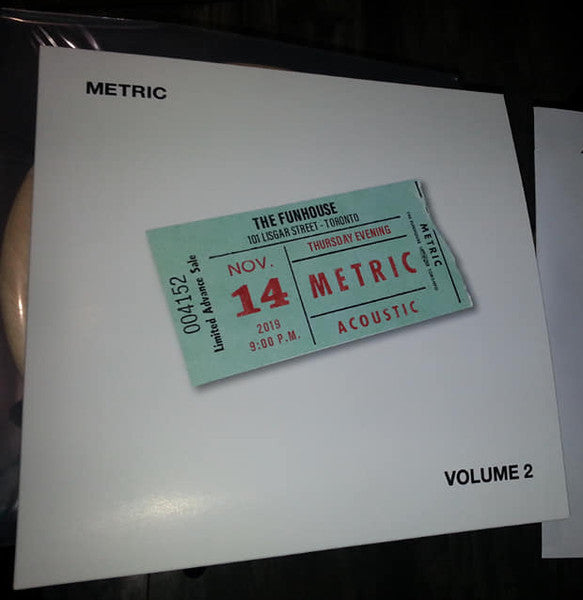 METRIC
THE FUNHOUSE
101 LISGAR STREET - TORONTO
004152
Limited Advance Sale
NOV.
14
2019
9:00 P.M.
THURSDAY EVENING
METRIC
ACOUSTIC
METRIC
VOLUME 2